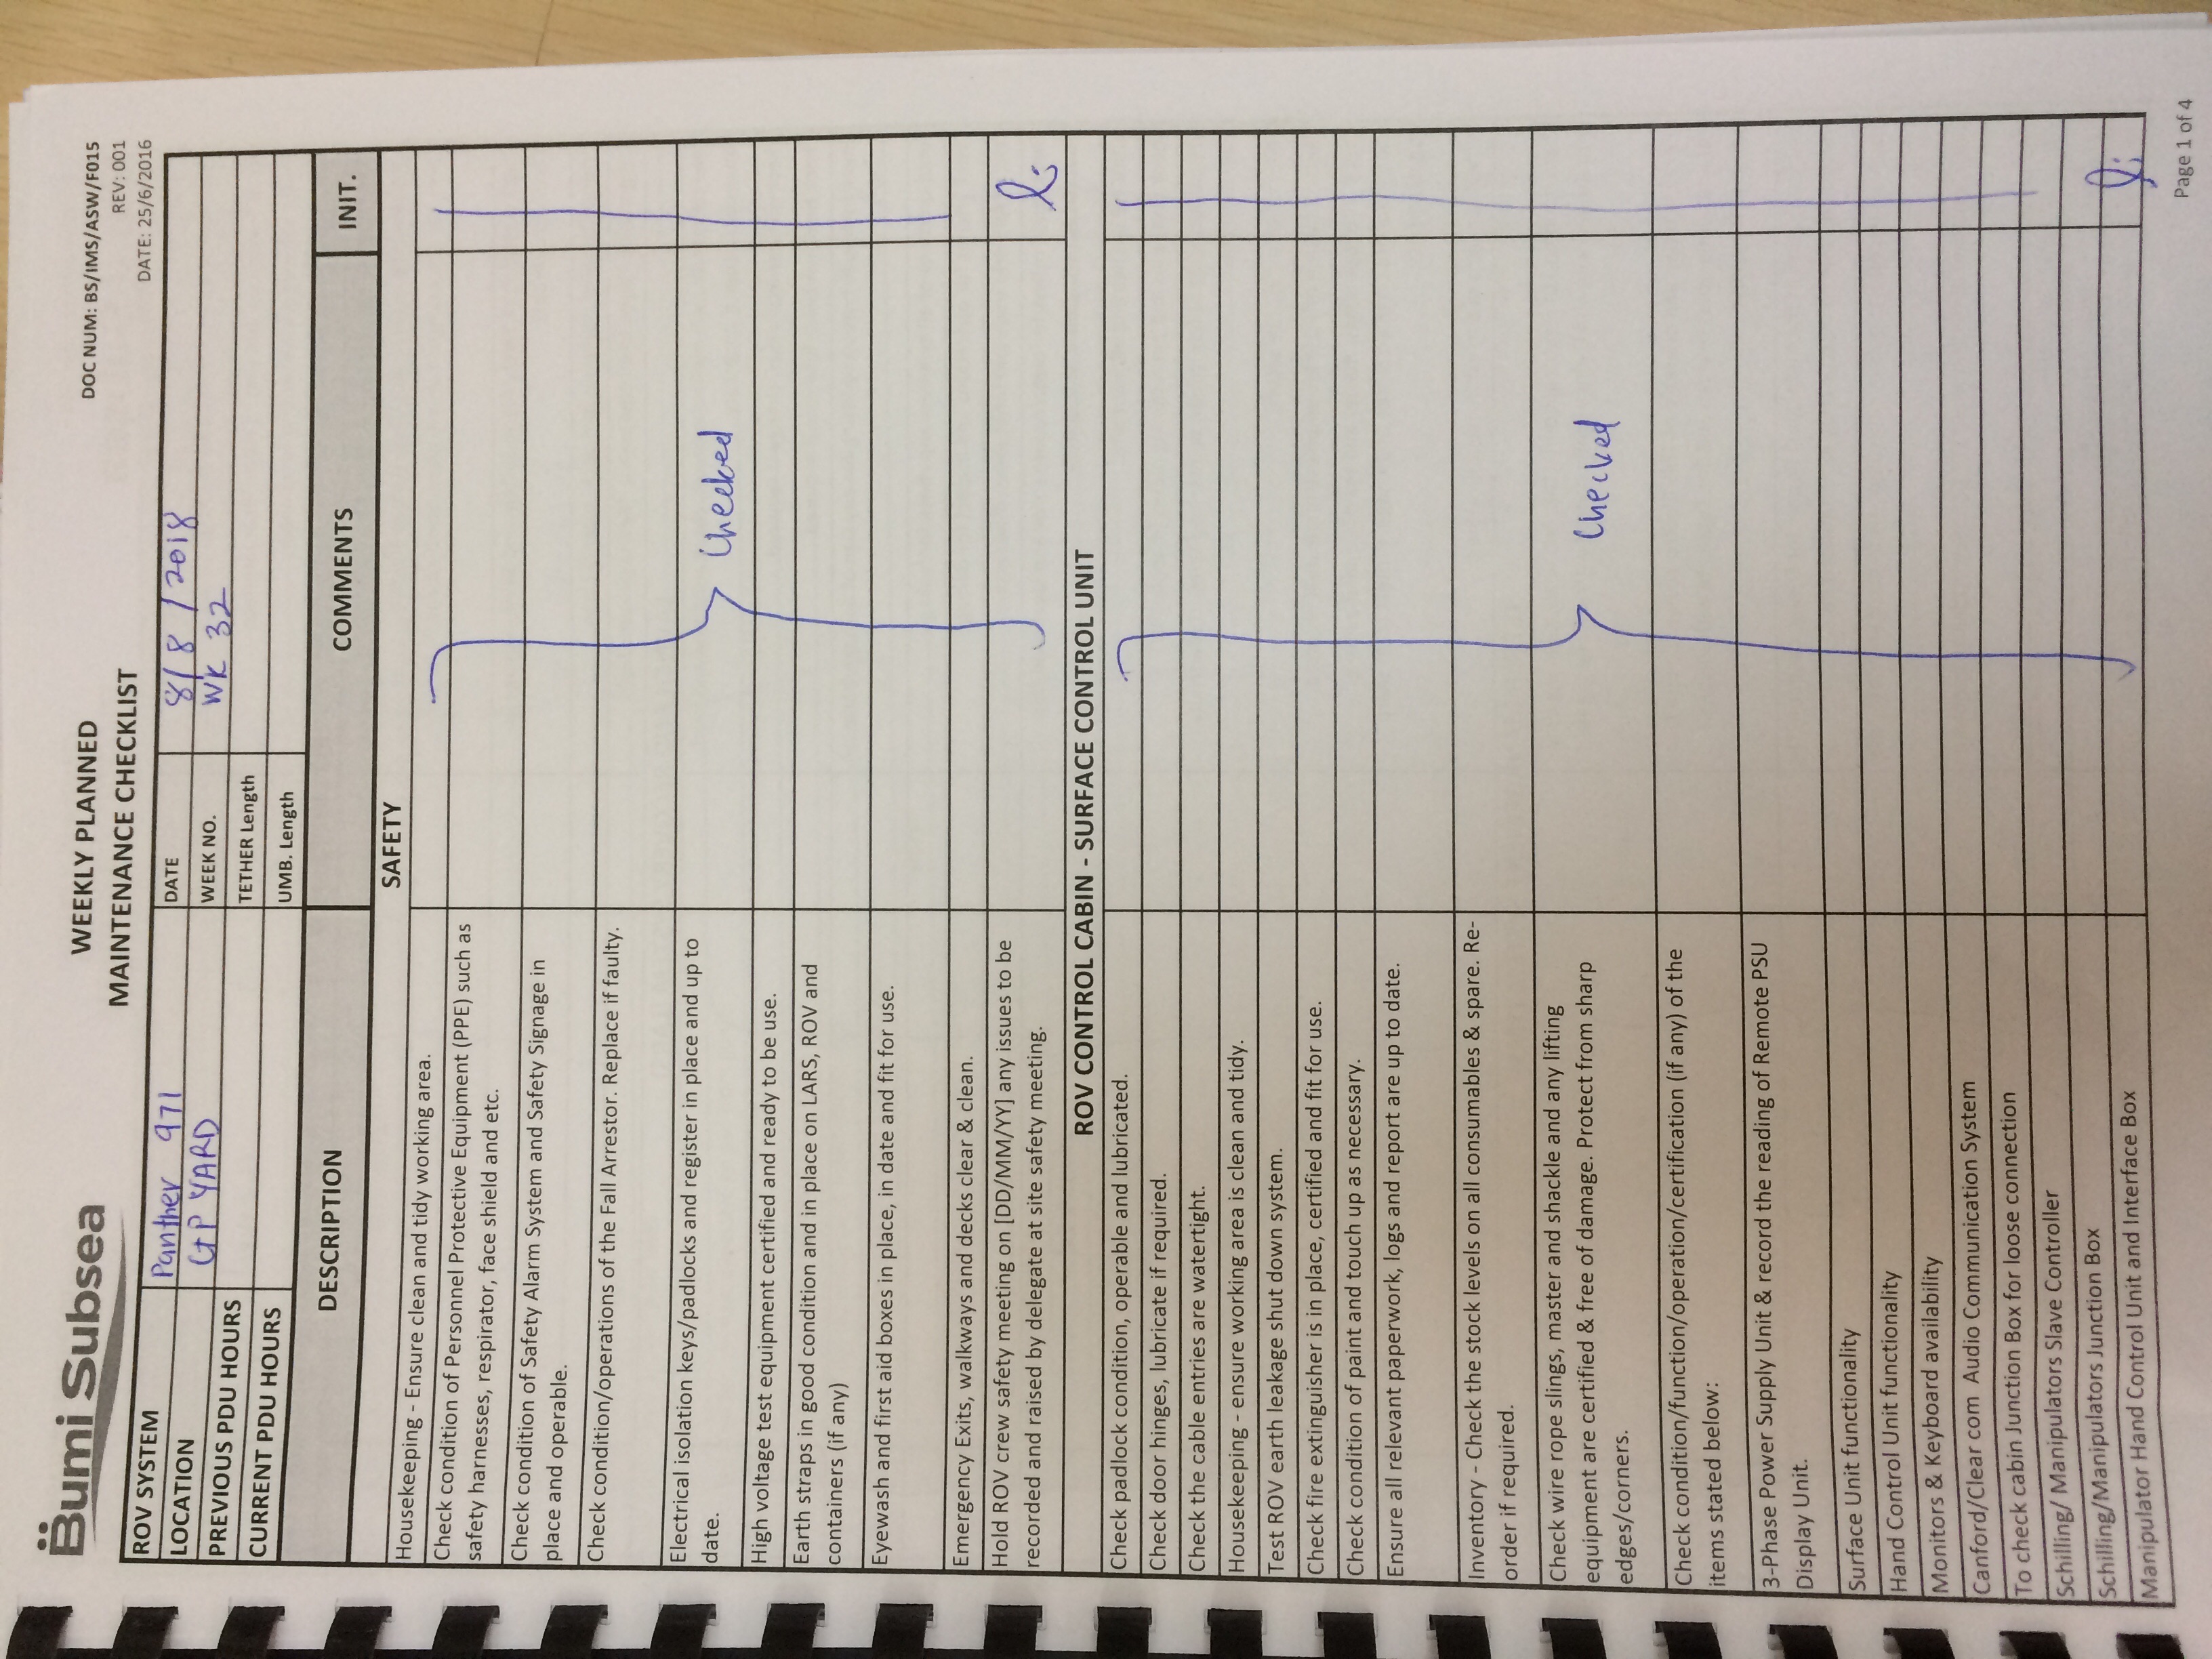 Bumi Subsea
WEEKLY PLANNED
MAINTENANCE CHECKLIST
DOC NUM: BS/IMS/ASW/F015
REV: 001
DATE: 25/6/2016
ROV SYSTEM Panther 971 DATE 8/8/2018
LOCATION GP YARD WEEK NO. WK 32
PREVIOUS PDU HOURS TETHER Length
CURRENT PDU HOURS UMB. Length
DESCRIPTION COMMENTS INIT.
SAFETY
Housekeeping - Ensure clean and tidy working area.
Check condition of Personnel Protective Equipment (PPE) such as
safety harnesses, respirator, face shield and etc.
Check condition of Safety Alarm System and Safety Signage in
place and operable.
Check condition/operations of the Fall Arrestor. Replace if faulty.
Electrical isolation keys/padlocks and register in place and up to
date.
Checked
High voltage test equipment certified and ready to be use.
Earth straps in good condition and in place on LARS, ROV and
containers (if any)
Eyewash and first aid boxes in place, in date and fit for use.
Emergency Exits, walkways and decks clear & clean.
Hold ROV crew safety meeting on [DD/MM/YY] any issues to be
recorded and raised by delegate at site safety meeting.
ROV CONTROL CABIN - SURFACE CONTROL UNIT
Check padlock condition, operable and lubricated.
Check door hinges, lubricate if required.
Check the cable entries are watertight.
Housekeeping - ensure working area is clean and tidy.
Test ROV earth leakage shut down system.
Check fire extinguisher is in place, certified and fit for use.
Check condition of paint and touch up as necessary.
Ensure all relevant paperwork, logs and report are up to date.
Inventory - Check the stock levels on all consumables & spare. Re-
order if required.
Check wire rope slings, master and shackle and any lifting
equipment are certified & free of damage. Protect from sharp
edges/corners.
Checked
Check condition/function/operation/certification (if any) of the
items stated below:
3-Phase Power Supply Unit & record the reading of Remote PSU
Display Unit.
Surface Unit functionality
Hand Control Unit functionality
Monitors & Keyboard availability
Canford/Clear com Audio Communication System
To check cabin Junction Box for loose connection
Schilling/ Manipulators Slave Controller
Schilling/Manipulators Junction Box
Manipulator Hand Control Unit and Interface Box
Page 1 of 4